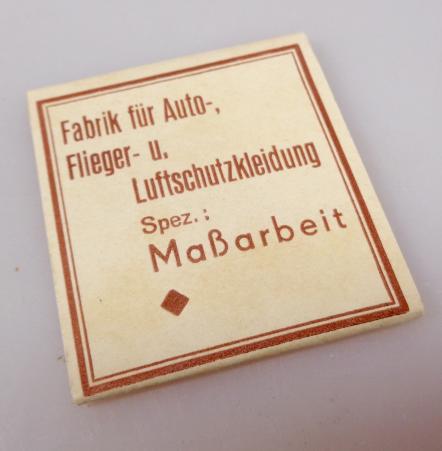 Fabrik für Auto-,
Flieger- u.
Luftschutzkleidung
Spez.:
Maßarbeit